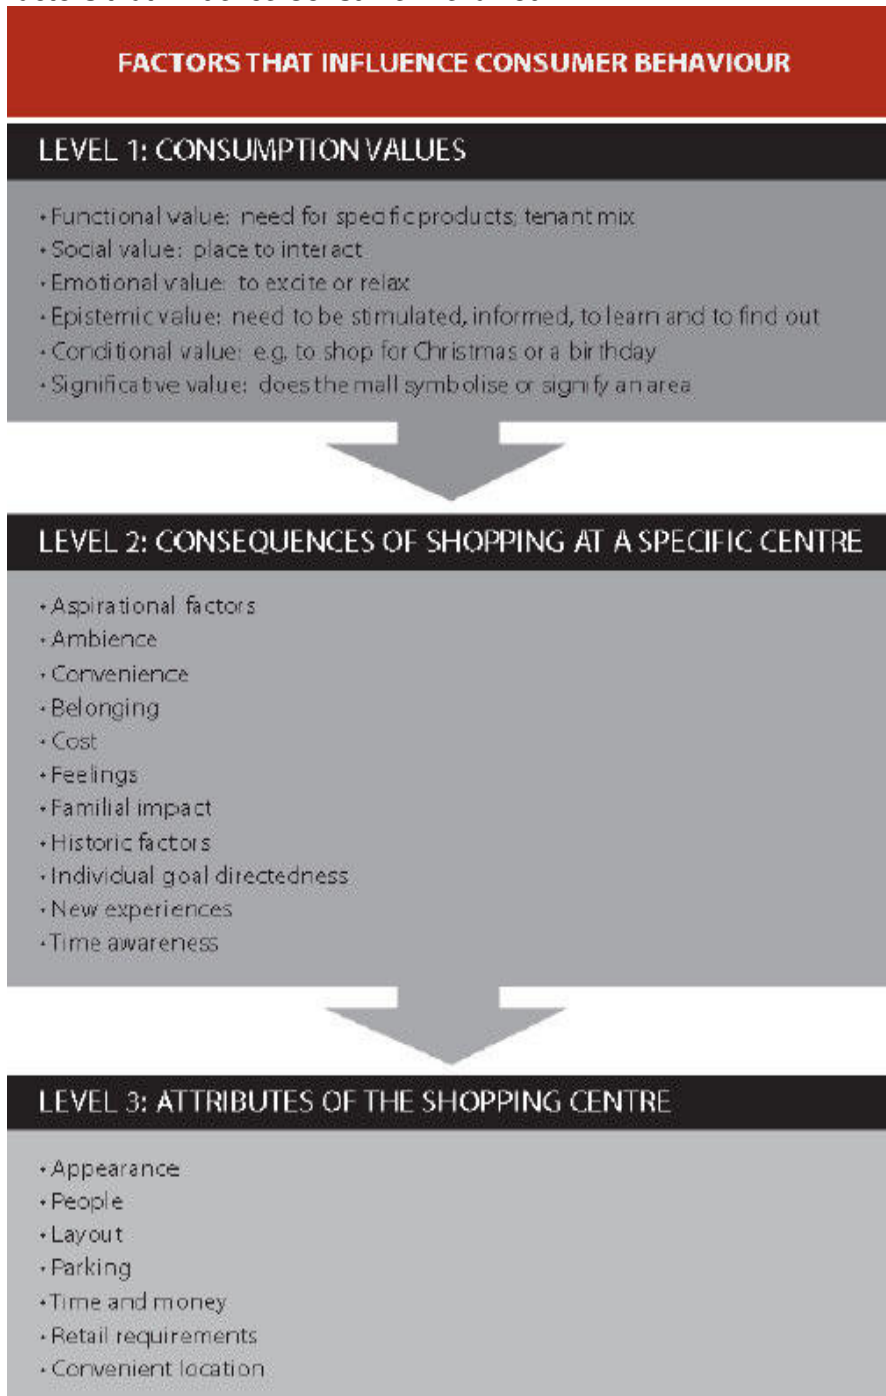 FACTORS THAT INFLUENCE CONSUMER BEHAVIOUR
LEVEL 1: CONSUMPTION VALUES
• Functional value: need for specific products; tenant mix
• Social value: place to interact
• Emotional value: to excite or relax
• Epistemic value: need to be stimulated, informed, to learn and to find out
• Conditional value: e.g. to shop for Christmas or a birthday
• Significative value: does the mall symbolise or signify an area
LEVEL 2: CONSEQUENCES OF SHOPPING AT A SPECIFIC CENTRE
• Aspirational factors
• Ambience
• Convenience
• Belonging
• Cost
• Feelings
• Familial impact
• Historic factors
• Individual goal directedness
• New experiences
• Time awareness
LEVEL 3: ATTRIBUTES OF THE SHOPPING CENTRE
• Appearance
• People
• Layout
• Parking
• Time and money
• Retail requirements
• Convenient location